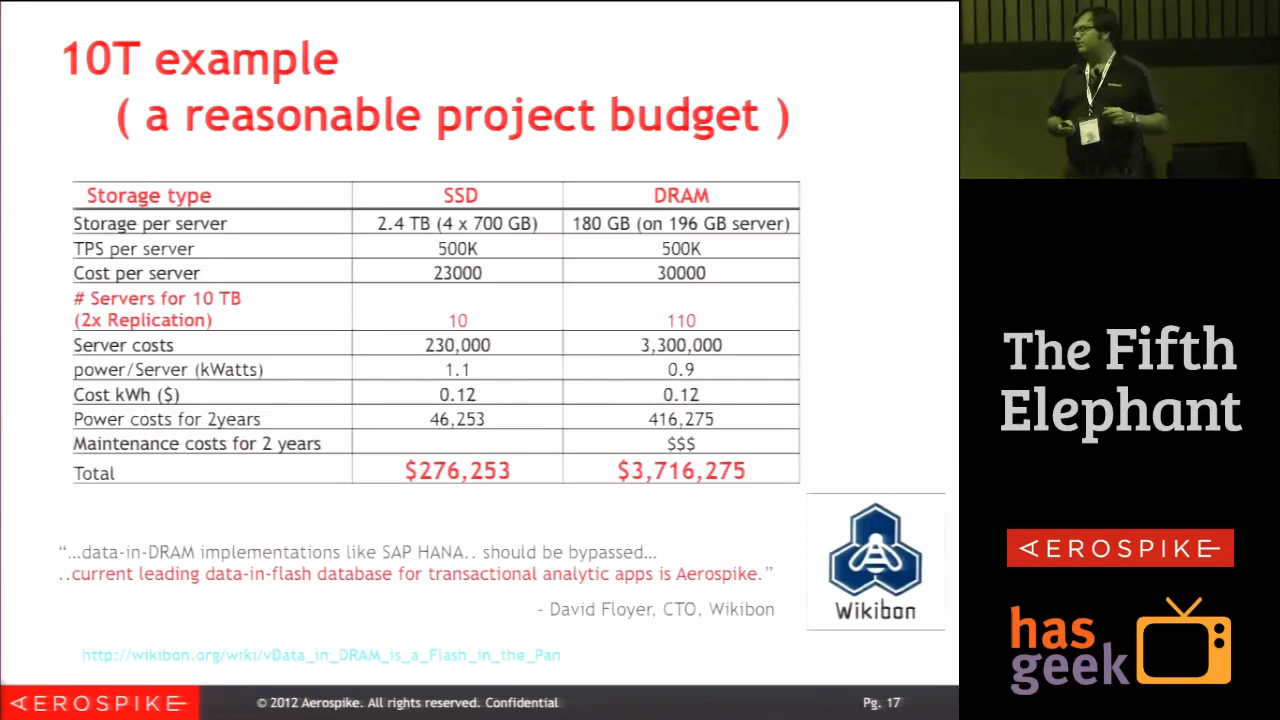 10T example
( a reasonable project budget )
Storage type SSD DRAM
Storage per server 2.4 TB (4 x 700 GB) 180 GB (on 196 GB server)
TPS per server 500K 500K
Cost per server 23000 30000
# Servers for 10 TB
(2x Replication) 10 110
Server costs 230,000 3,300,000
power/Server (kWatts) 1.1 0.9
Cost kWh ($) 0.12 0.12
Power costs for 2years 46,253 416,275
Maintenance costs for 2 years $$$
Total $276,253 $3,716,275
“…data-in-DRAM implementations like SAP HANA.. should be bypassed…
..current leading data-in-flash database for transactional analytic apps is Aerospike.”
- David Floyer, CTO, Wikibon
Wikibon
http://wikibon.org/wiki/vData_in_DRAM_is_a_Flash_in_the_Pan
AEROSPIKE
© 2012 Aerospike. All rights reserved. Confidential
Pg. 17
The Fifth
Elephant
AEROSPIKE
has
geek